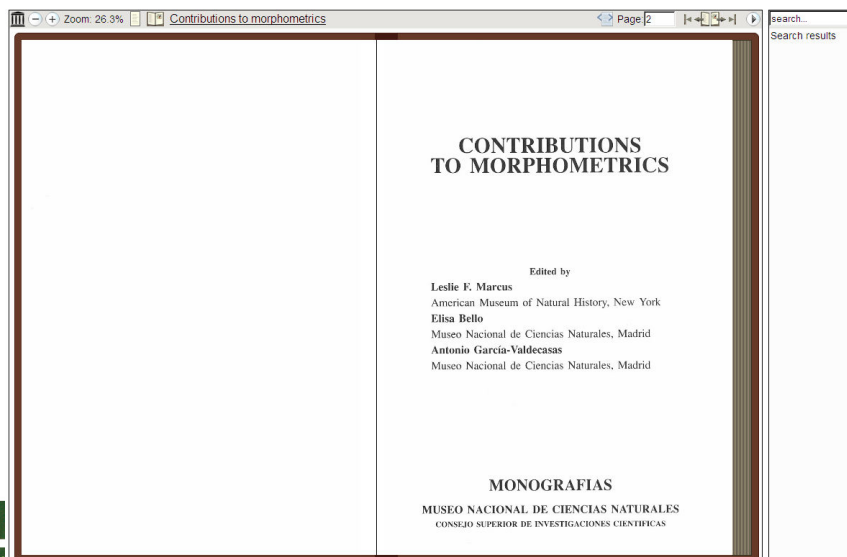 Zoom: 26.3% Contributions to morphometrics Page: 2
search...
Search results
CONTRIBUTIONS
TO MORPHOMETRICS
Edited by
Leslie F. Marcus
American Museum of Natural History, New York
Elisa Bello
Museo Nacional de Ciencias Naturales, Madrid
Antonio García-Valdecasas
Museo Nacional de Ciencias Naturales, Madrid
MONOGRAFIAS
MUSEO NACIONAL DE CIENCIAS NATURALES
CONSEJO SUPERIOR DE INVESTIGACIONES CIENTIFICAS